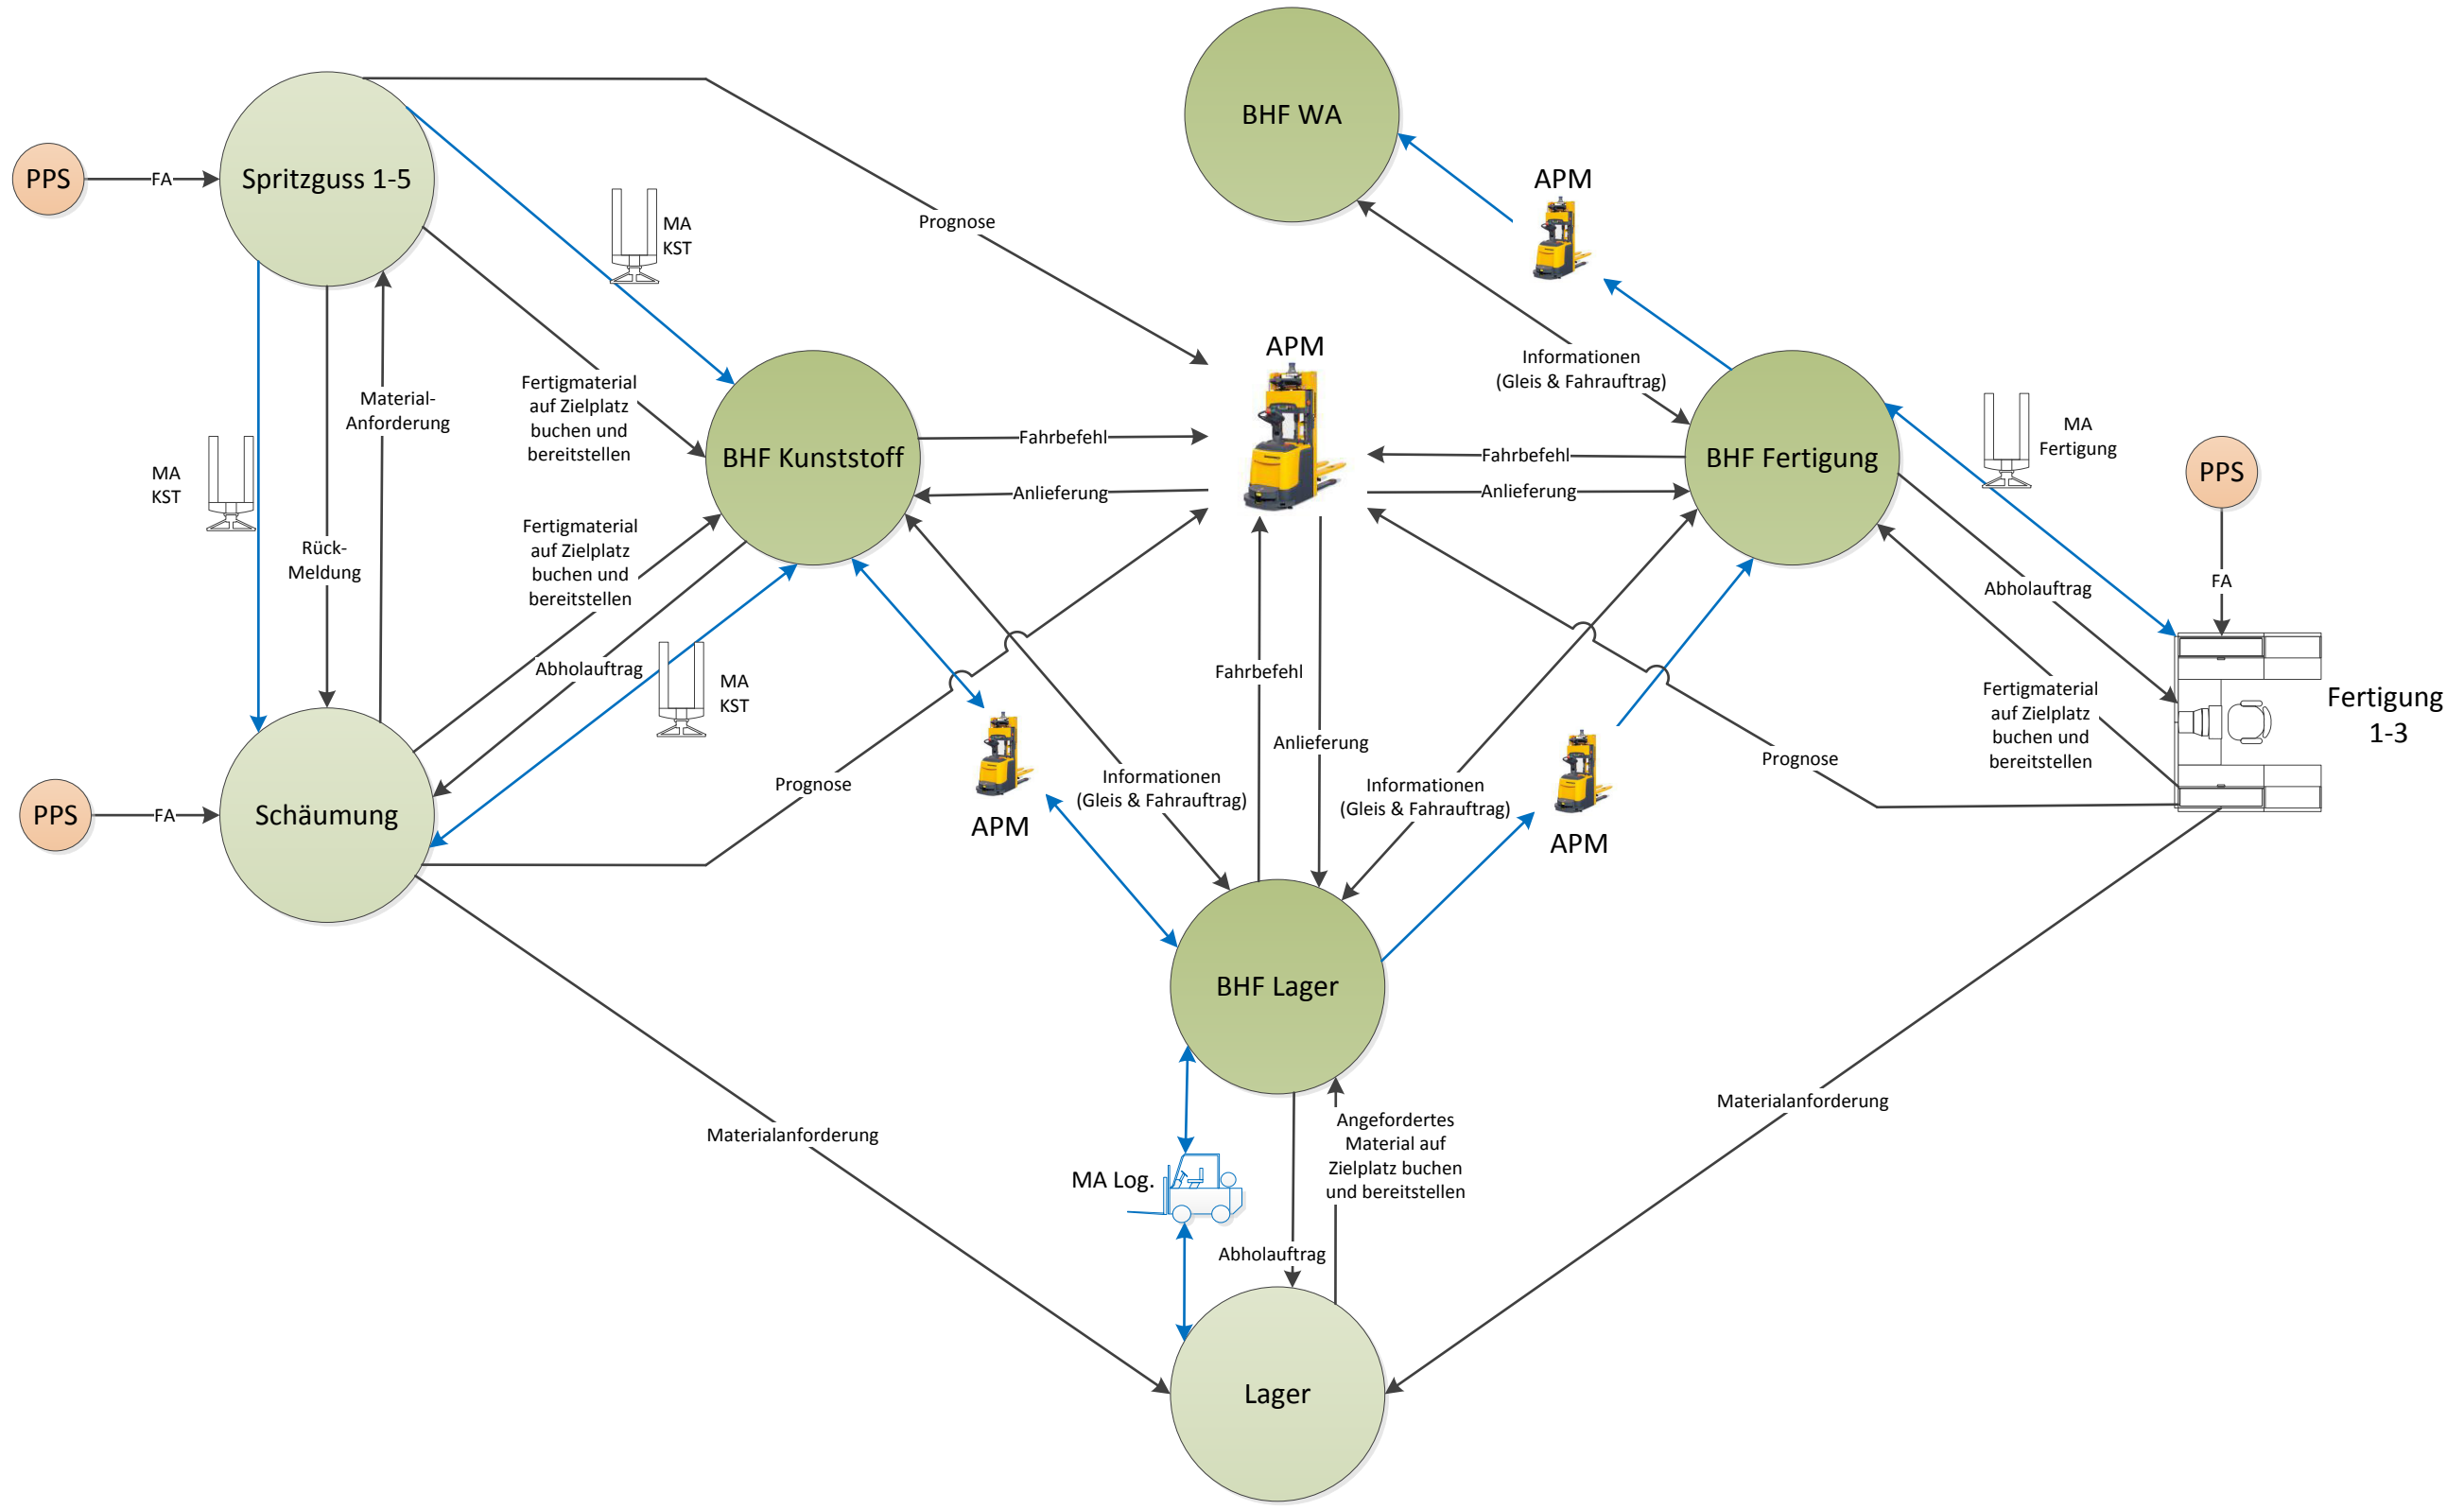 BHF WA
PPS
FA
Spritzguss 1-5
APM
MA
KST
Prognose
APM
Informationen
(Gleis & Fahrauftrag)
Fertigmaterial
auf Zielplatz
buchen und
bereitstellen
Material-
Anforderung
MA
Fertigung
BHF Kunststoff
Fahrbefehl
Fahrbefehl
BHF Fertigung
PPS
MA
KST
Anlieferung
Anlieferung
Fertigmaterial
auf Zielplatz
buchen und
bereitstellen
Rück-
Meldung
FA
Abholauftrag
Abholauftrag
Fahrbefehl
MA
KST
Fertigmaterial
auf Zielplatz
buchen und
bereitstellen
Fertigung
1-3
Anlieferung
Prognose
Prognose
Informationen
(Gleis & Fahrauftrag)
Informationen
(Gleis & Fahrauftrag)
PPS
FA
Schäumung
APM
APM
BHF Lager
Materialanforderung
Materialanforderung
Angefordertes
Material auf
Zielplatz buchen
und bereitstellen
MA Log.
Abholauftrag
Lager